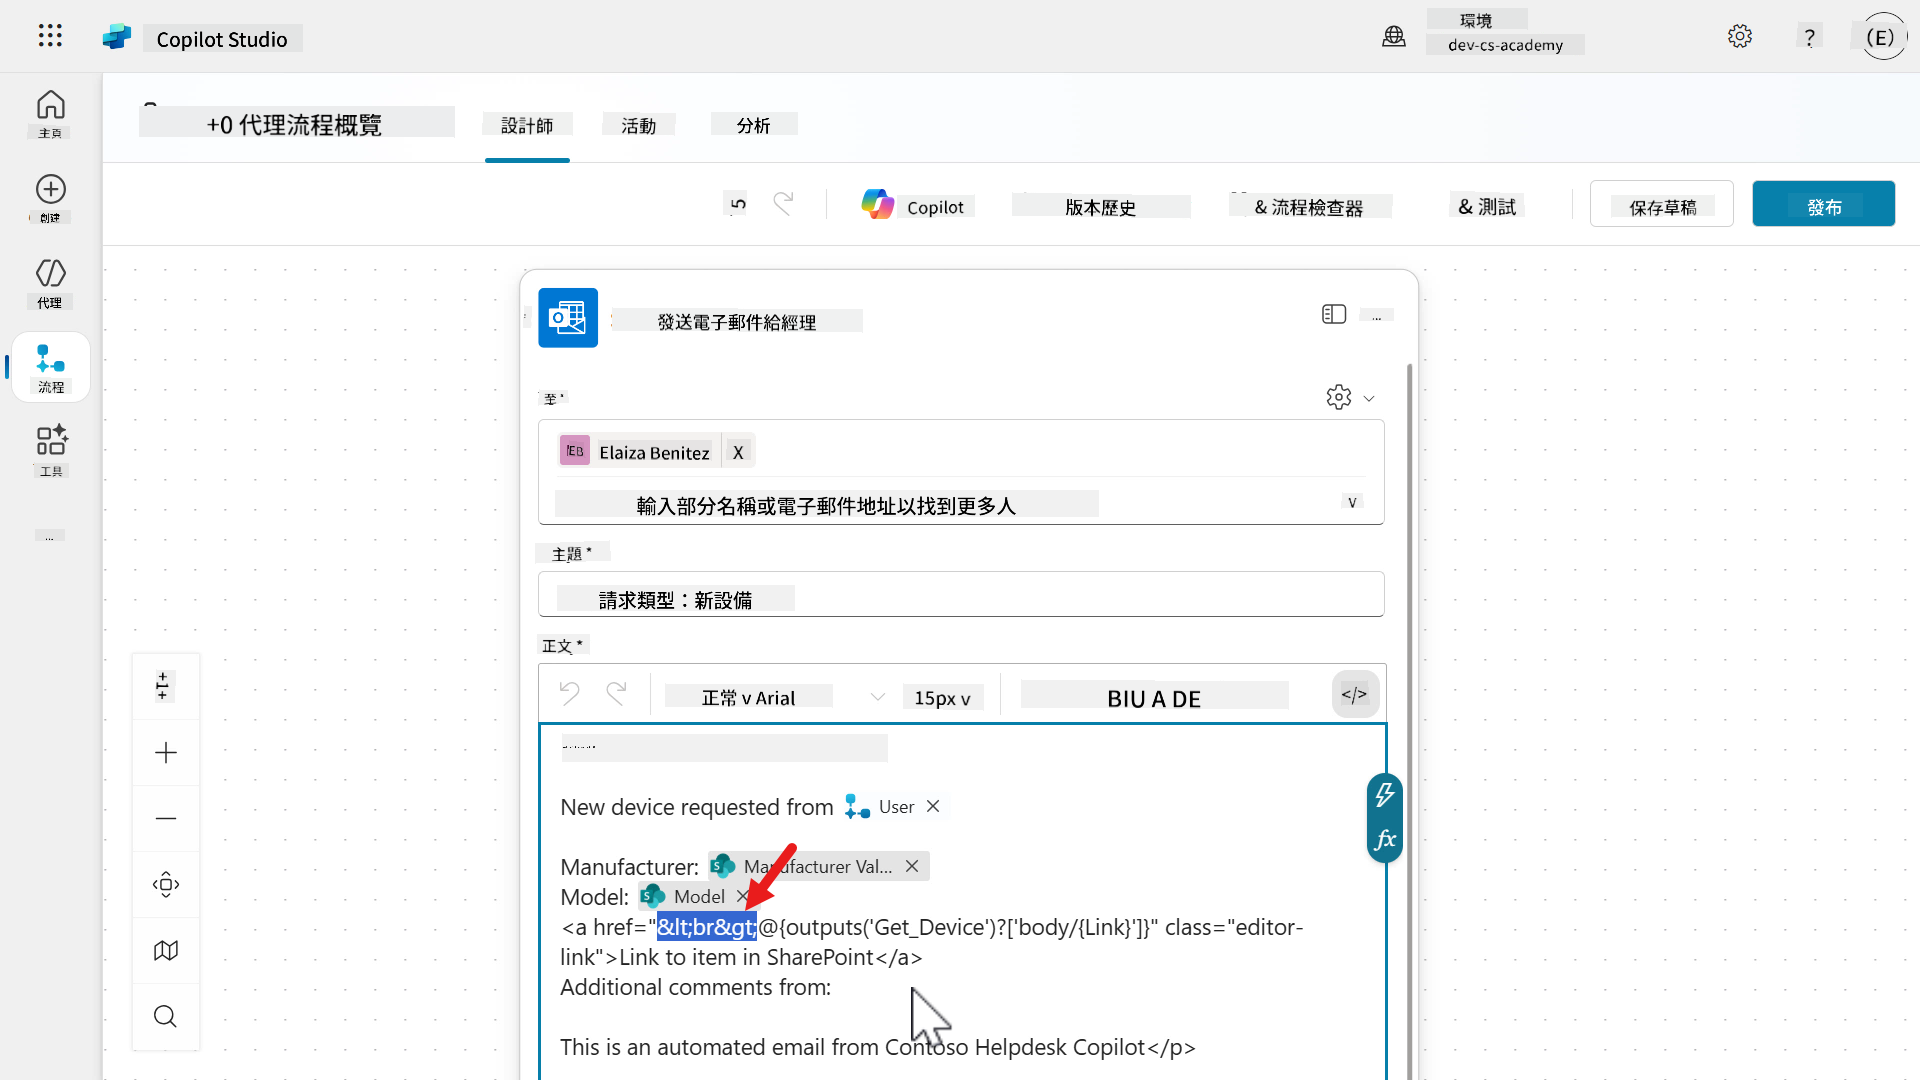 Copilot Studio
環境
dev-cs-academy
?
(E)
主頁
創建
代理
流程
工具
...
+0 代理流程概覽
設計師
活動
分析
5
Copilot
版本歷史
& 流程檢查器
& 測試
保存草稿
發布
發送電子郵件給經理
...
至*
EB
Elaiza Benitez
X
輸入部分名稱或電子郵件地址以找到更多人
v
主題 *
請求類型：新設備
正文 *
正常 v Arial
15px v
BIU A DE
</>
New device requested from User ×
Manufacturer: Manufacturer Val... ×
Model: Model ×
<a href="&lt;br&gt;@{outputs('Get_Device')?['body/{Link}']}" class="editor-
link">Link to item in SharePoint</a>
Additional comments from:
This is an automated email from Contoso Helpdesk Copilot</p>
fx